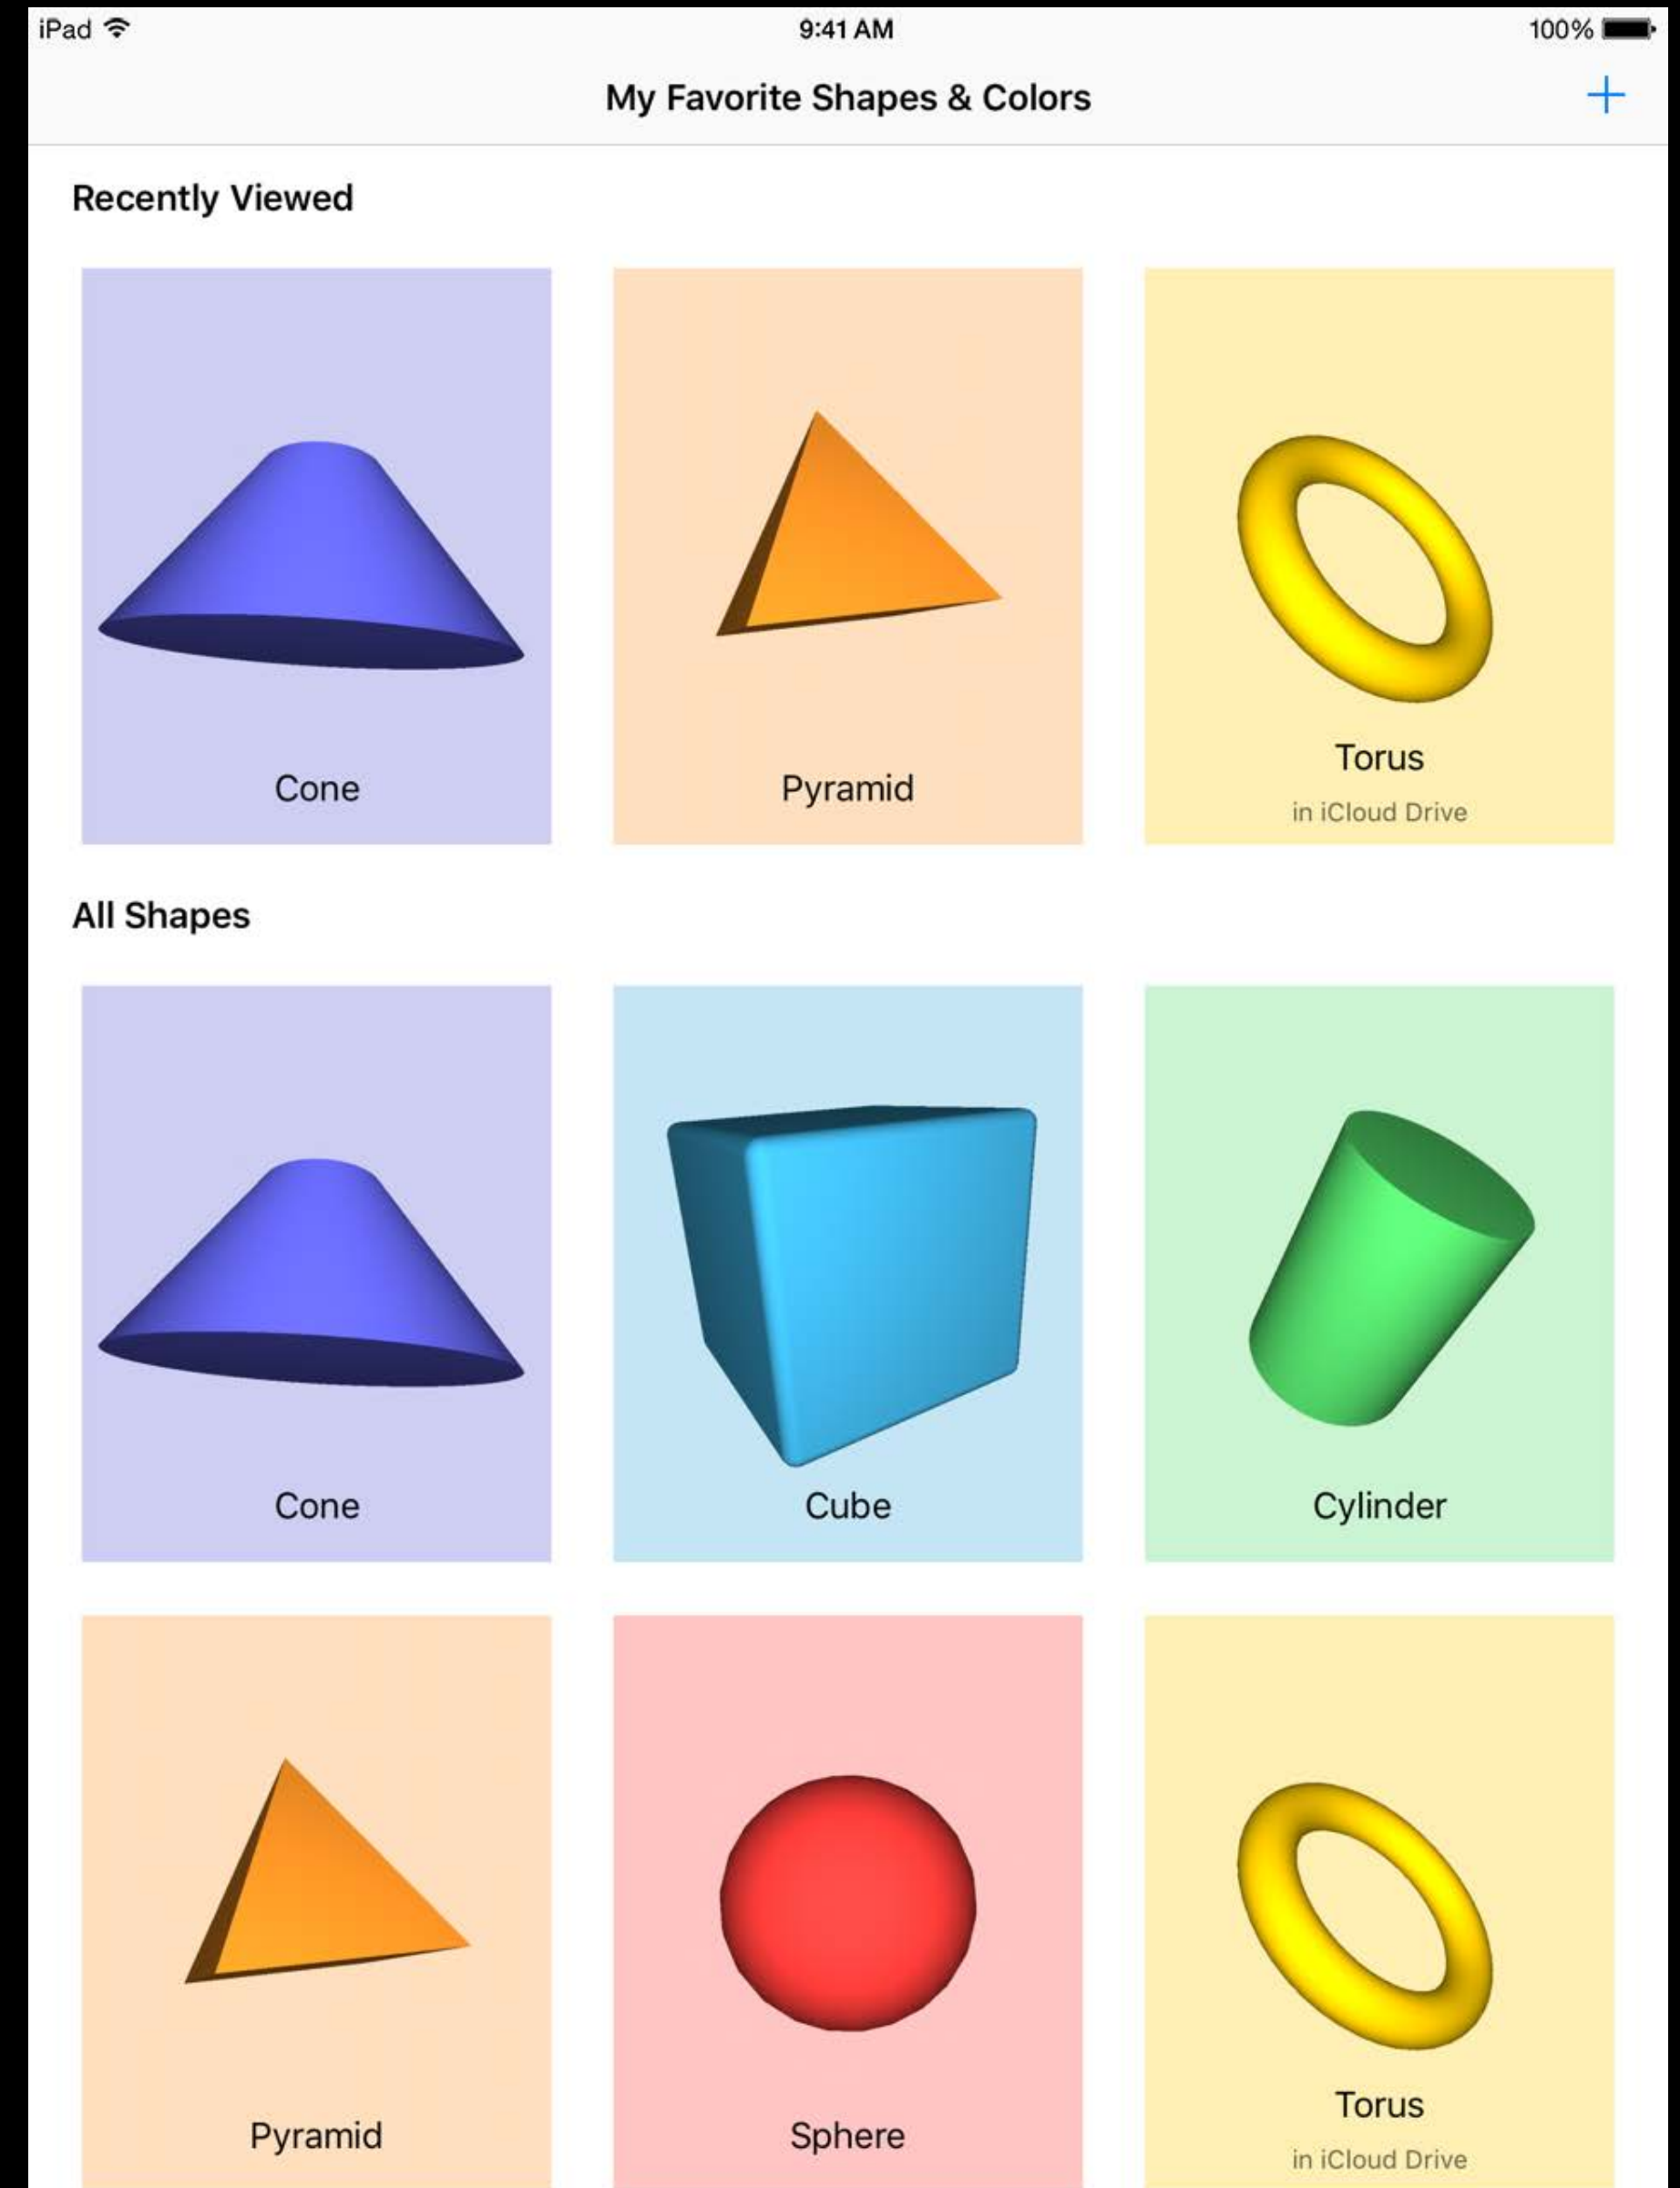 iPad
9:41 AM
100%
My Favorite Shapes & Colors
Recently Viewed
Cone
Pyramid
Torus
in iCloud Drive
All Shapes
Cone
Cube
Cylinder
Pyramid
Sphere
Torus
in iCloud Drive